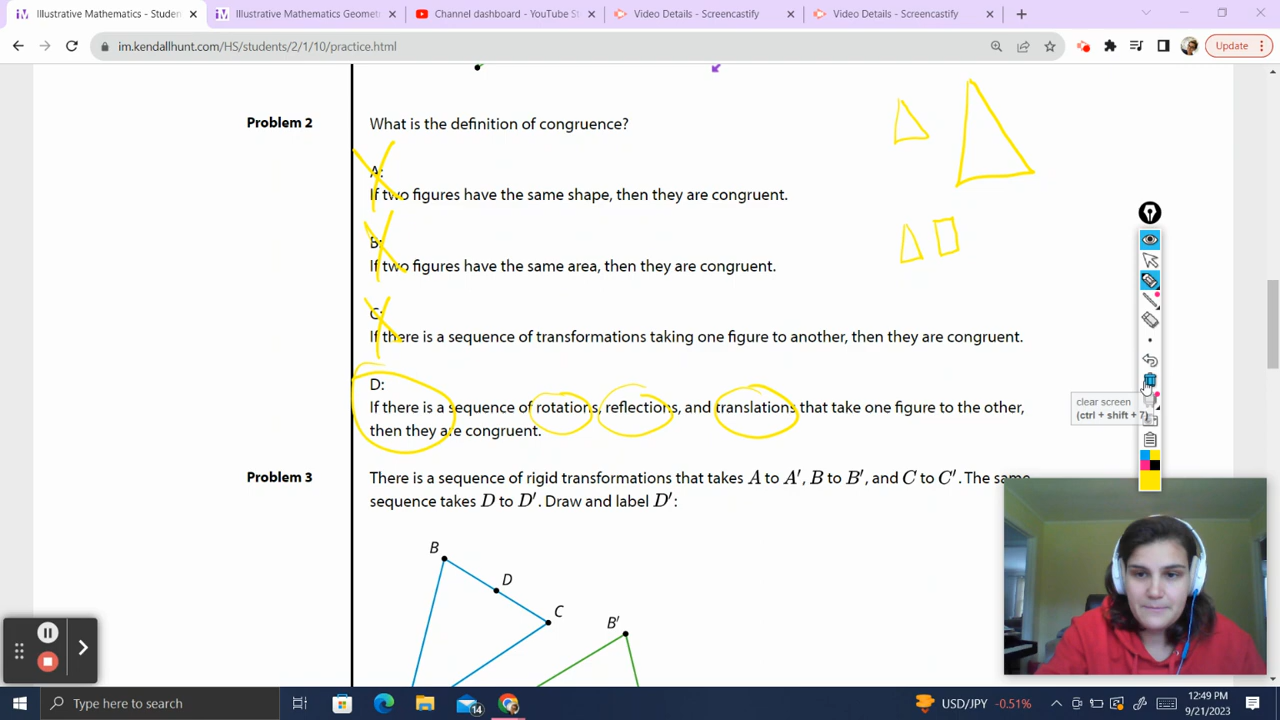 Illustrative Mathematics - Studen
Illustrative Mathematics Geomet
Channel dashboard - YouTube St
Video Details - Screencastify
Video Details - Screencastify
im.kendallhunt.com/HS/students/2/1/10/practice.html
Update
Problem 2
What is the definition of congruence?
A:
If two figures have the same shape, then they are congruent.
B:
If two figures have the same area, then they are congruent.
C:
If there is a sequence of transformations taking one figure to another, then they are congruent.
D:
If there is a sequence of rotations, reflections, and translations that take one figure to the other,
then they are congruent.
clear screen
(ctrl + shift + 7)
Problem 3
There is a sequence of rigid transformations that takes A to A′, B to B′, and C to C′. The same
sequence takes D to D′. Draw and label D′:
B
D
C
B′
Type here to search
14
USD/JPY -0.51%
12:49 PM
9/21/2023